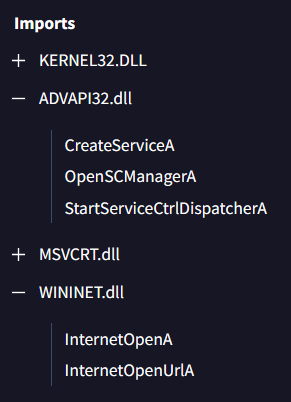 Imports
+ KERNEL32.DLL
— ADVAPI32.dll
CreateServiceA
OpenSCManagerA
StartServiceCtrlDispatcherA
+ MSVCRT.dll
— WININET.dll
InternetOpenA
InternetOpenUrlA